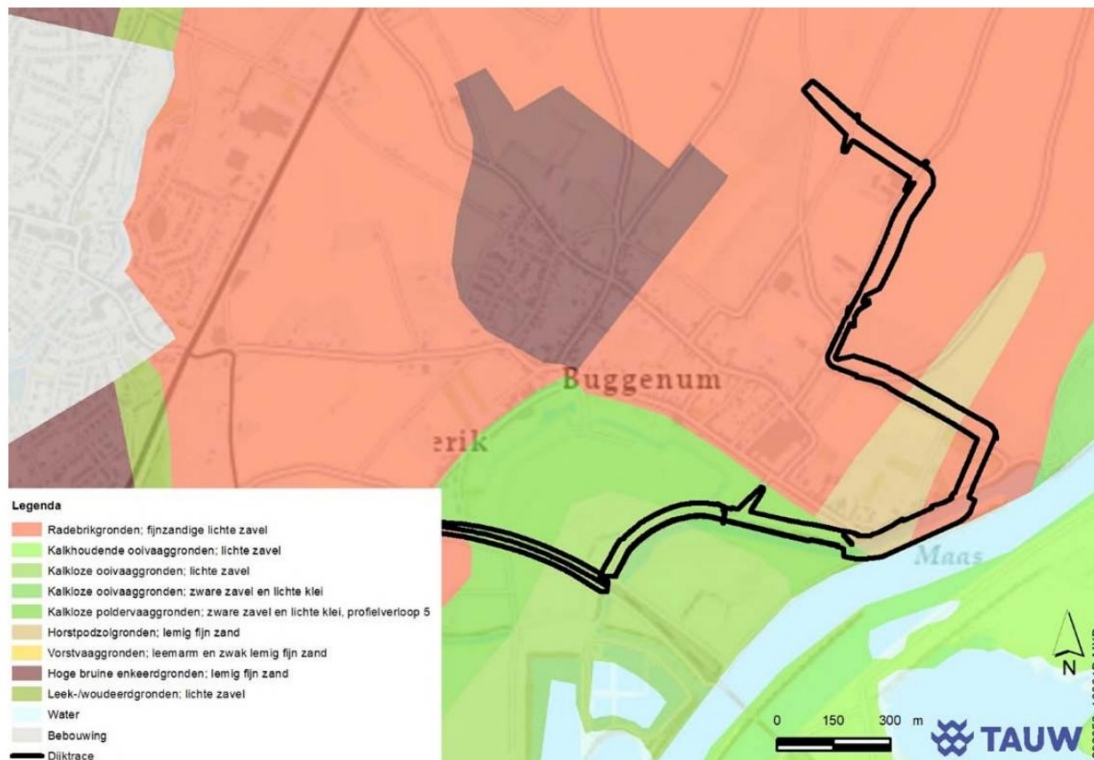 Buggenum
erik
Maas
Legenda
Radebrikgronden; fijnzandige lichte zavel
Kalkhoudende ooivaaggronden; lichte zavel
Kalkloze ooivaaggronden; lichte zavel
Kalkloze ooivaaggronden; zware zavel en lichte klei
Kalkloze poldervaaggronden; zware zavel en lichte klei, profielverloop 5
Horstpodzolgronden; lemig fijn zand
Vorstvaaggronden; leemarm en zwak lemig fijn zand
Hoge bruine enkeerdgronden; lemig fijn zand
Leek-/woudeerdgronden; lichte zavel
Water
Bebouwing
Dijktrace
N
0 150 300 m
TAUW